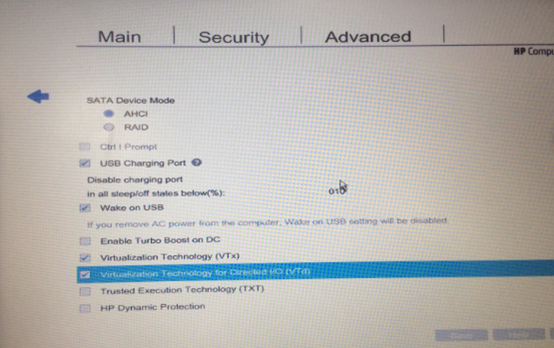 Main
Security
Advanced
HP Compu
SATA Device Mode
AHCI
RAID
Ctrl I Prompt
USB Charging Port
Disable charging port
in all sleep/off states below(%):
010
Wake on USB
If you remove AC power from the computer, Wake on USB setting will be disabled
Enable Turbo Boost on DC
Virtualization Technology (VTx)
Virtualization Technology for Directed I/O (VTd)
Trusted Execution Technology (TXT)
HP Dynamic Protection
Save
Help